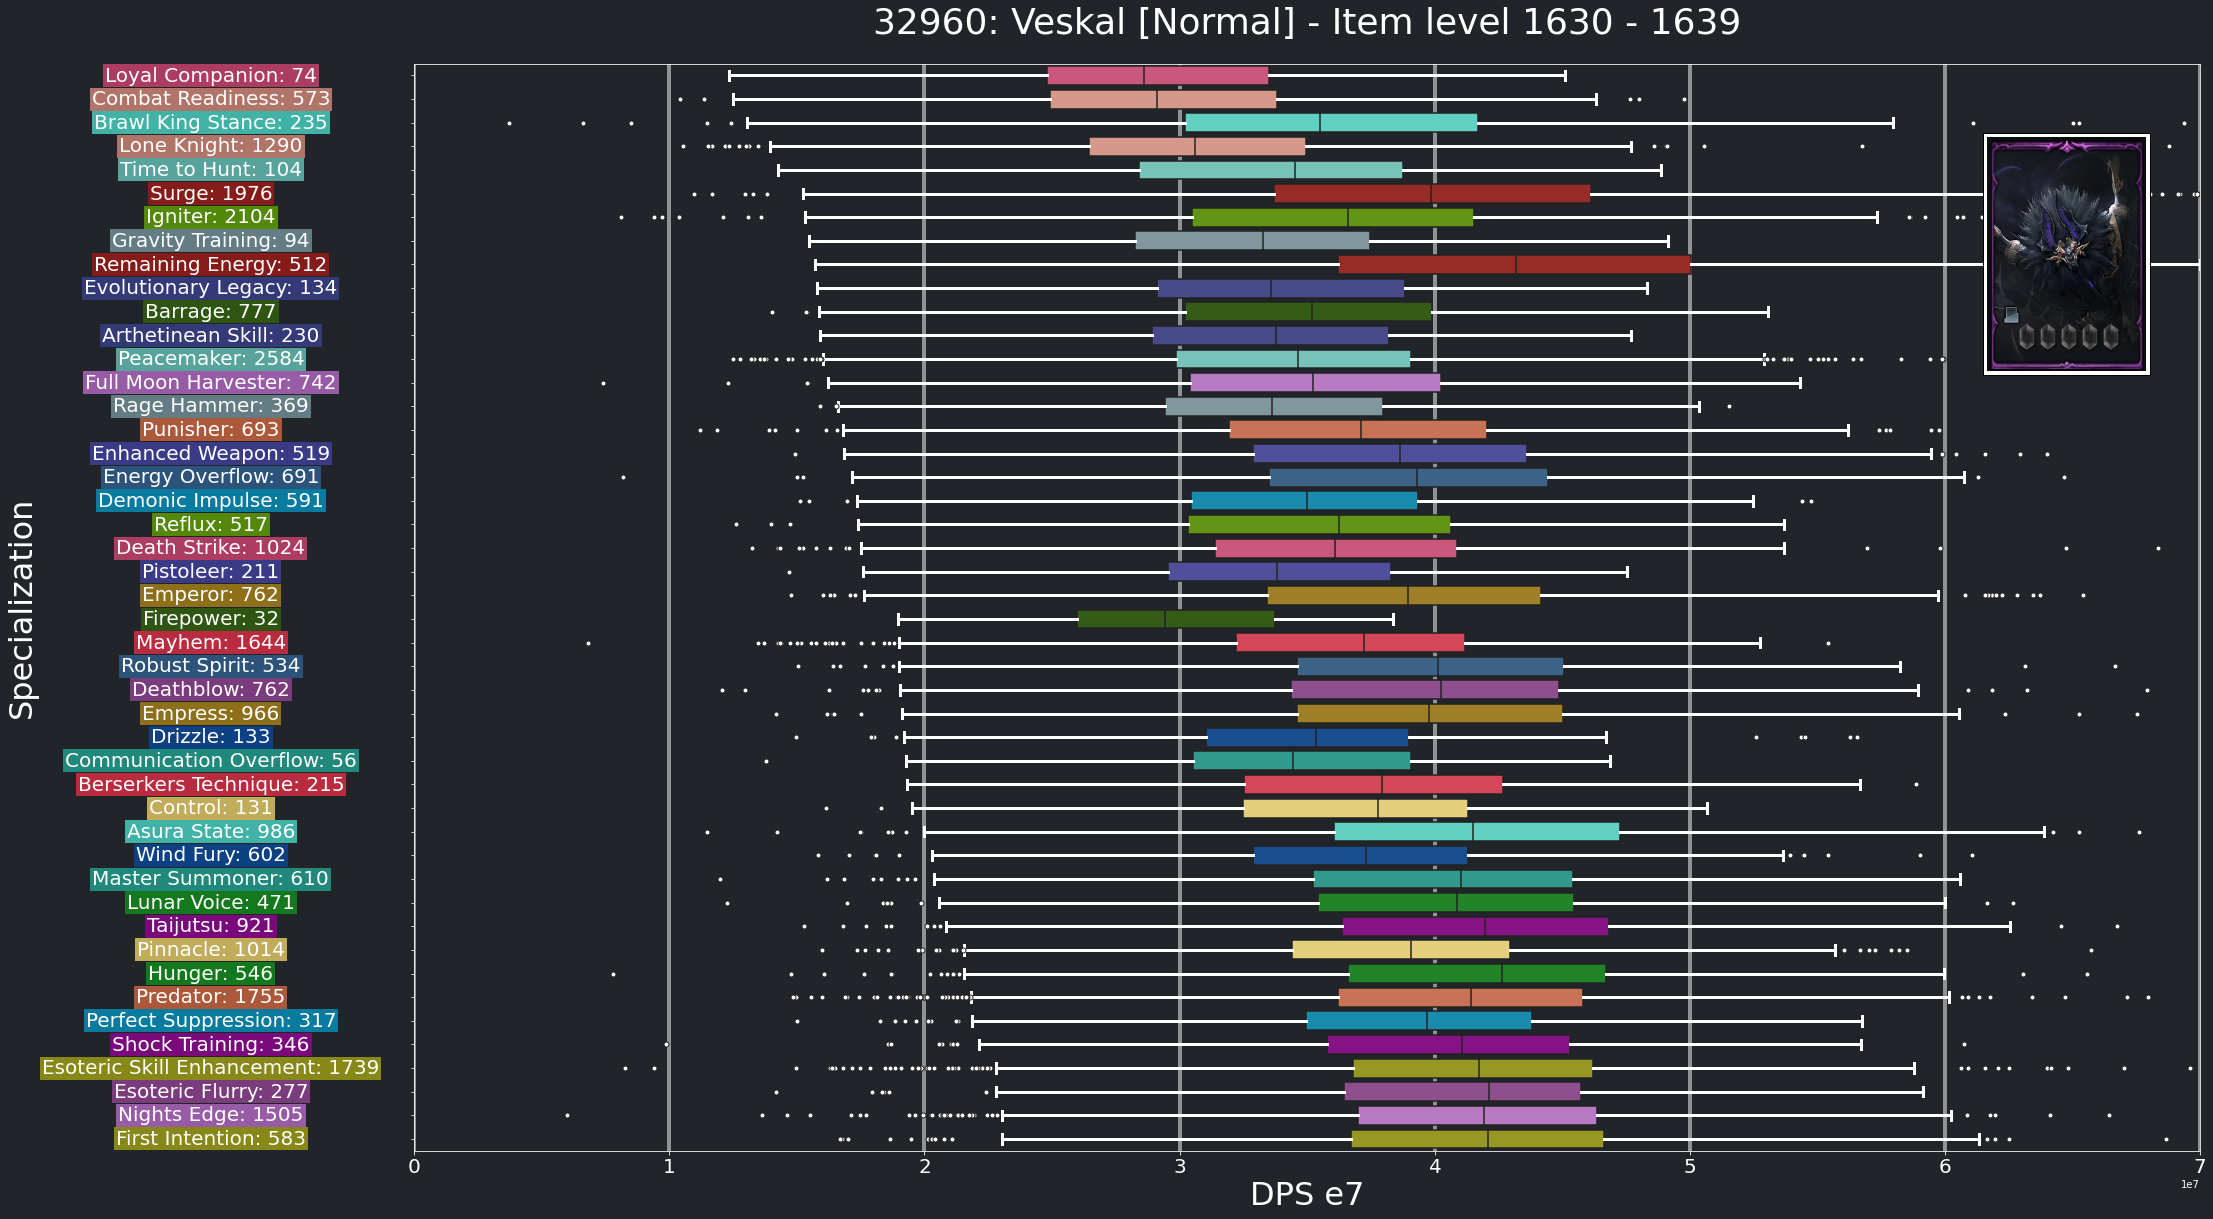 32960: Veskal [Normal] - Item level 1630 - 1639
Loyal Companion: 74
Combat Readiness: 573
Brawl King Stance: 235
Lone Knight: 1290
Time to Hunt: 104
Surge: 1976
Igniter: 2104
Gravity Training: 94
Remaining Energy: 512
Evolutionary Legacy: 134
Barrage: 777
Arthetinean Skill: 230
Peacemaker: 2584
Full Moon Harvester: 742
Rage Hammer: 369
Punisher: 693
Enhanced Weapon: 519
Energy Overflow: 691
Demonic Impulse: 591
Reflux: 517
Death Strike: 1024
Pistoleer: 211
Emperor: 762
Firepower: 32
Mayhem: 1644
Robust Spirit: 534
Deathblow: 762
Empress: 966
Drizzle: 133
Communication Overflow: 56
Berserkers Technique: 215
Control: 131
Asura State: 986
Wind Fury: 602
Master Summoner: 610
Lunar Voice: 471
Taijutsu: 921
Pinnacle: 1014
Hunger: 546
Predator: 1755
Perfect Suppression: 317
Shock Training: 346
Esoteric Skill Enhancement: 1739
Esoteric Flurry: 277
Nights Edge: 1505
First Intention: 583
Specialization
0 1 2 3 4 5 6 7
1e7
DPS e7